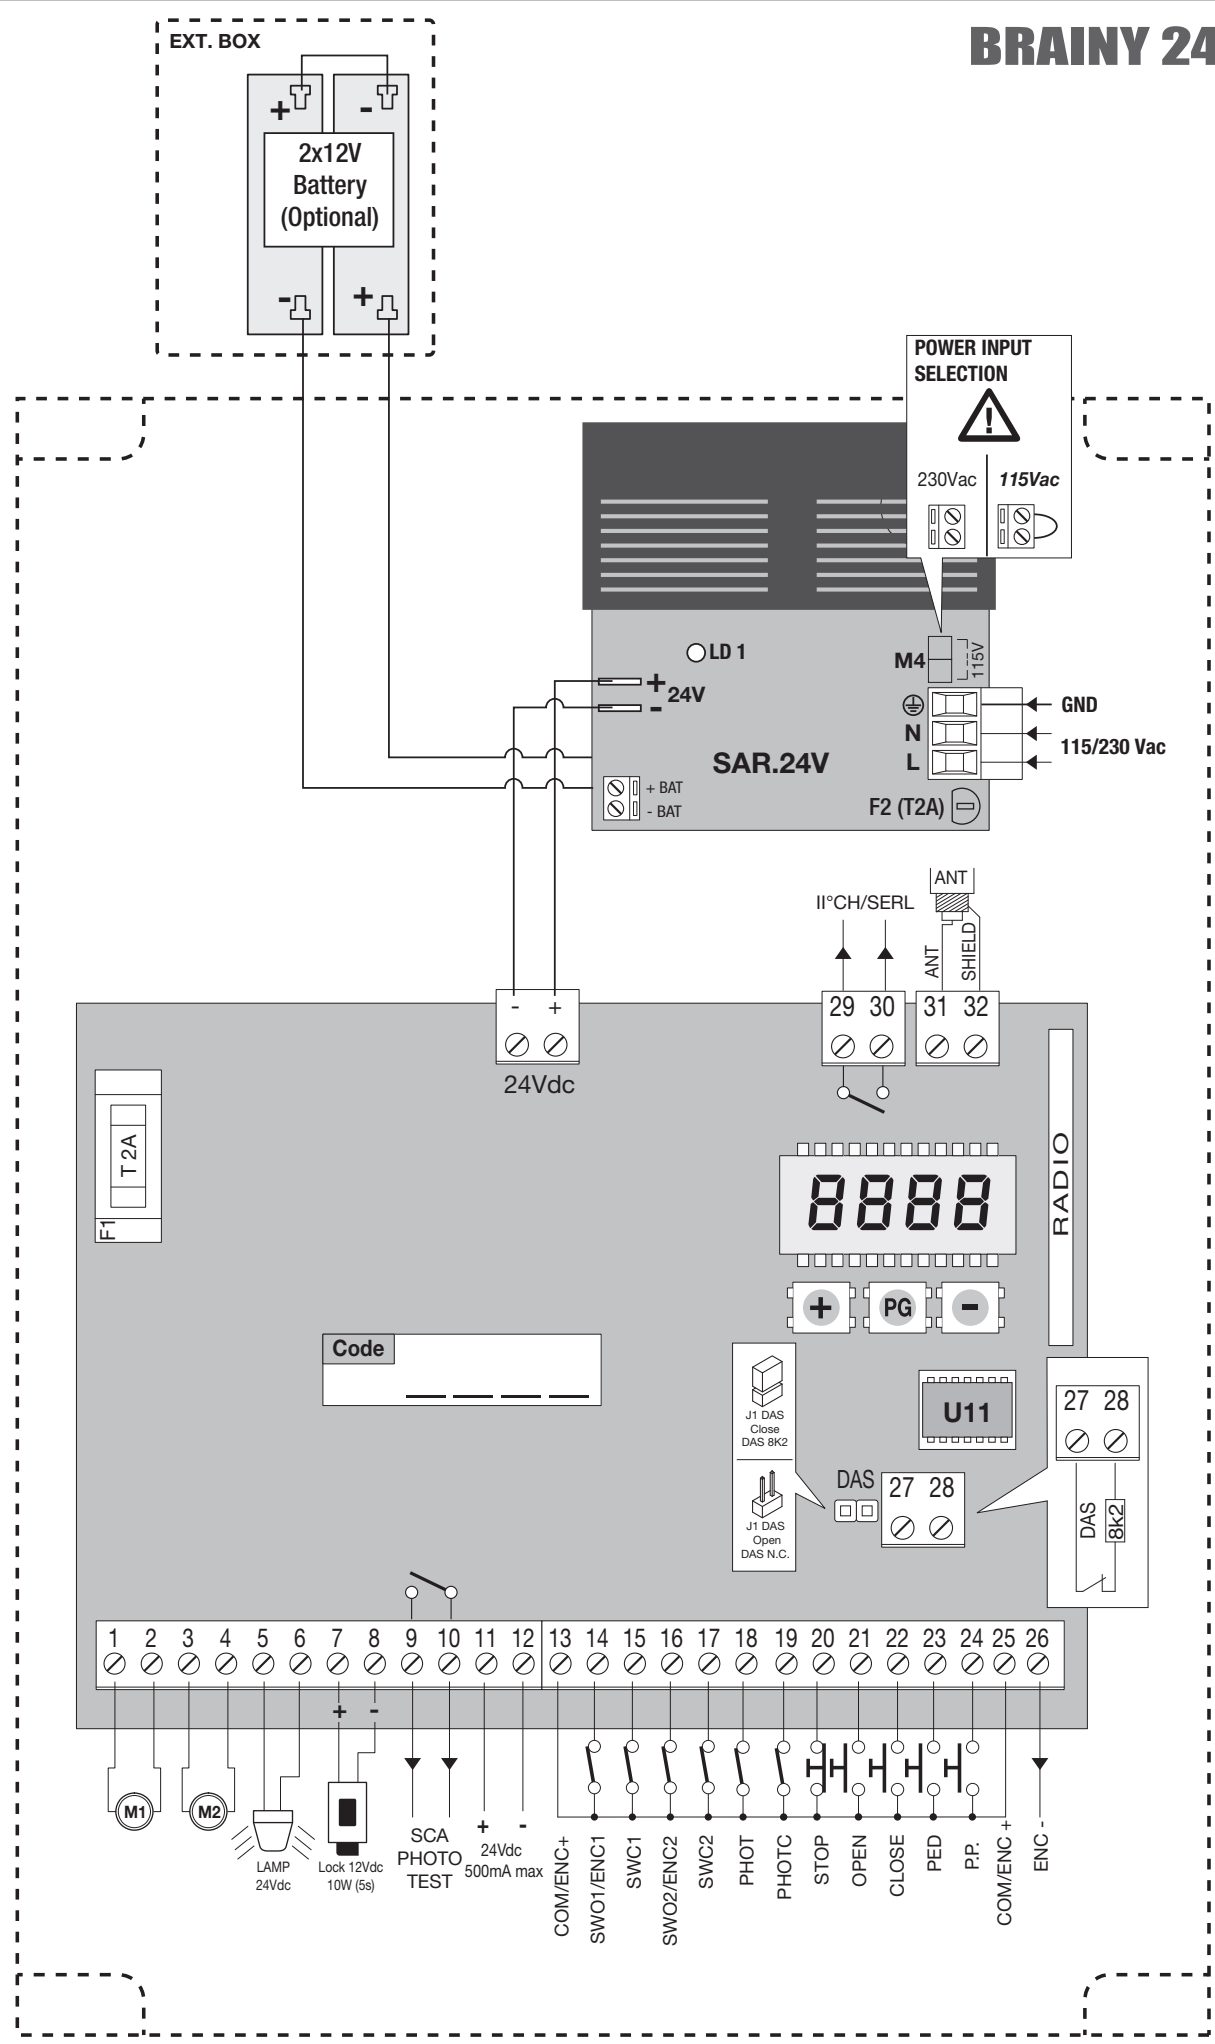 BRAINY 24
EXT. BOX
+
-
2x12V
Battery
(Optional)
-
+
POWER INPUT
SELECTION
!
230Vac
115Vac
LD 1
M4
115V
+
24V
-
GND
N
115/230 Vac
SAR.24V
L
+ BAT
- BAT
F2 (T2A)
ANT
II°CH/SERL
ANT
SHIELD
- +
29 30 31 32
24Vdc
T 2A
F1
8888
RADIO
+ PG -
Code
J1 DAS
Close
DAS 8K2
U11
27 28
DAS
27 28
J1 DAS
Open
DAS N.C.
DAS
8k2
1 2 3 4 5 6 7 8 9 10 11 12 13 14 15 16 17 18 19 20 21 22 23 24 25 26
+ -
M1
M2
LAMP
24Vdc
Lock 12Vdc
10W (5s)
SCA
PHOTO
TEST
+ -
24Vdc
500mA max
COM/ENC+
SWO1/ENC1
SWC1
SWO2/ENC2
SWC2
PHOT
PHOTC
STOP
OPEN
CLOSE
PED
P.P.
COM/ENC +
ENC -